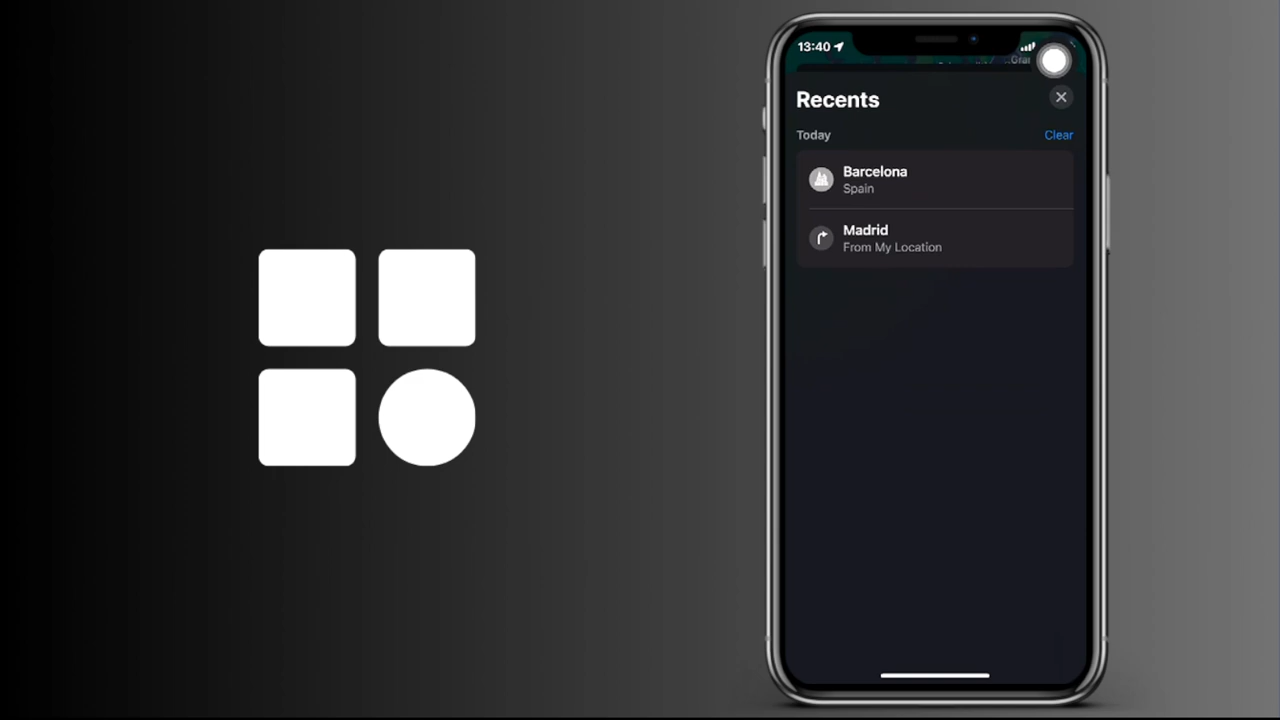 13:40
Recents
Today
Clear
Barcelona
Spain
Madrid
From My Location